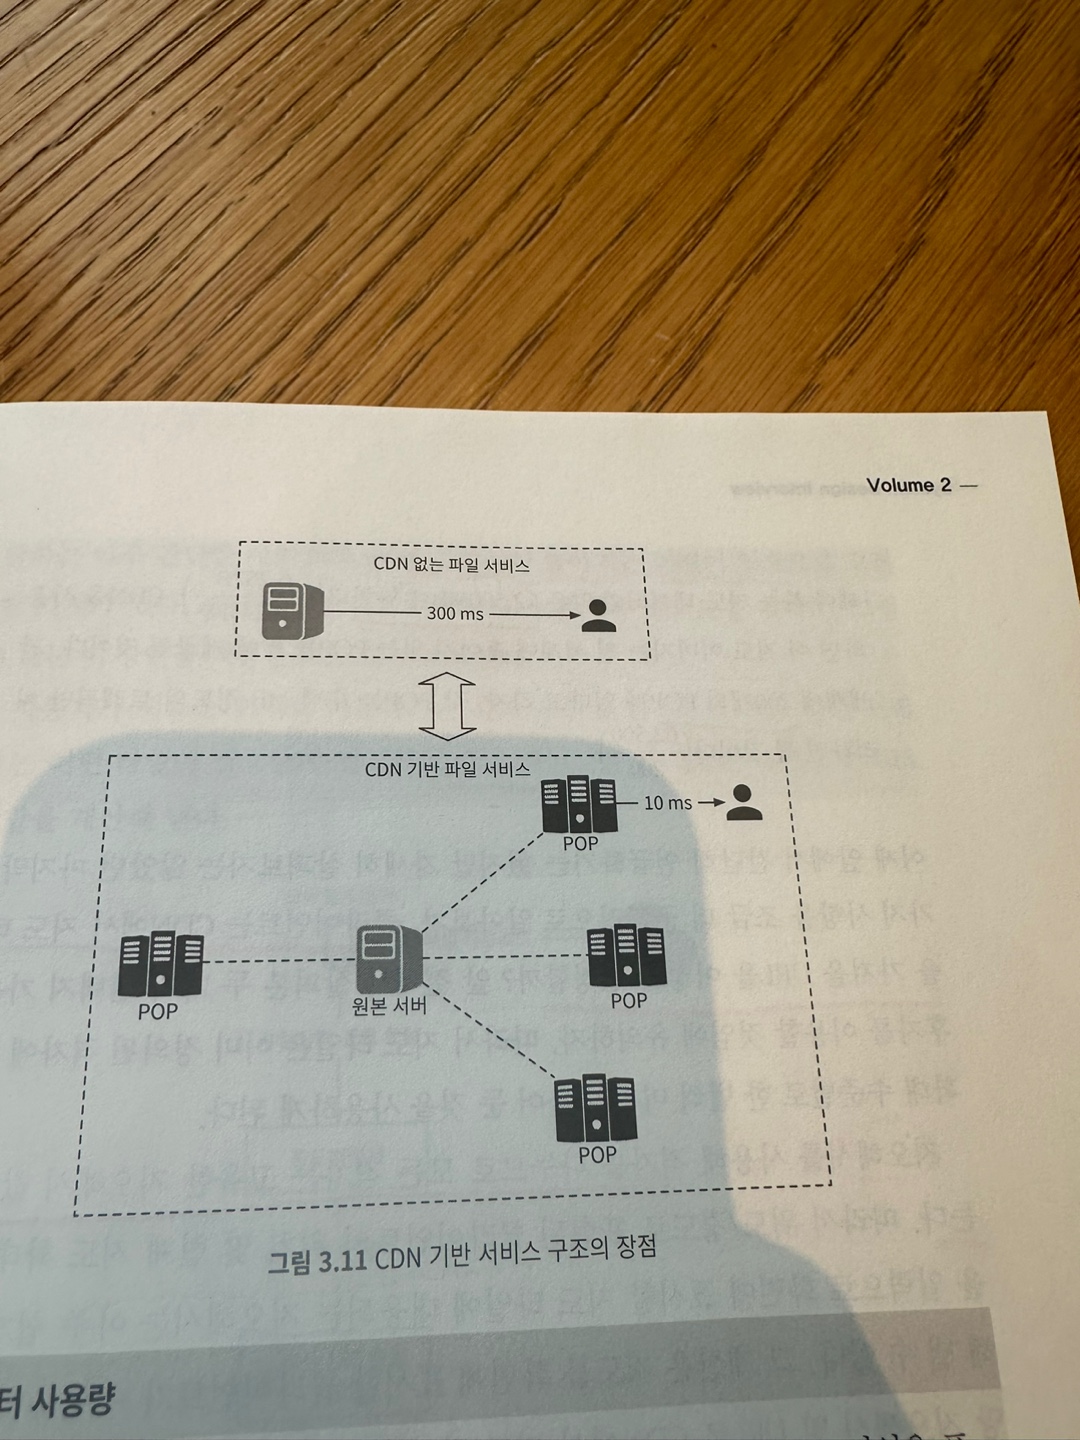 Volume 2 —
CDN 없는 파일 서비스
300 ms
CDN 기반 파일 서비스
10 ms
POP
POP
원본 서버
POP
POP
그림 3.11 CDN 기반 서비스 구조의 장점
터 사용량